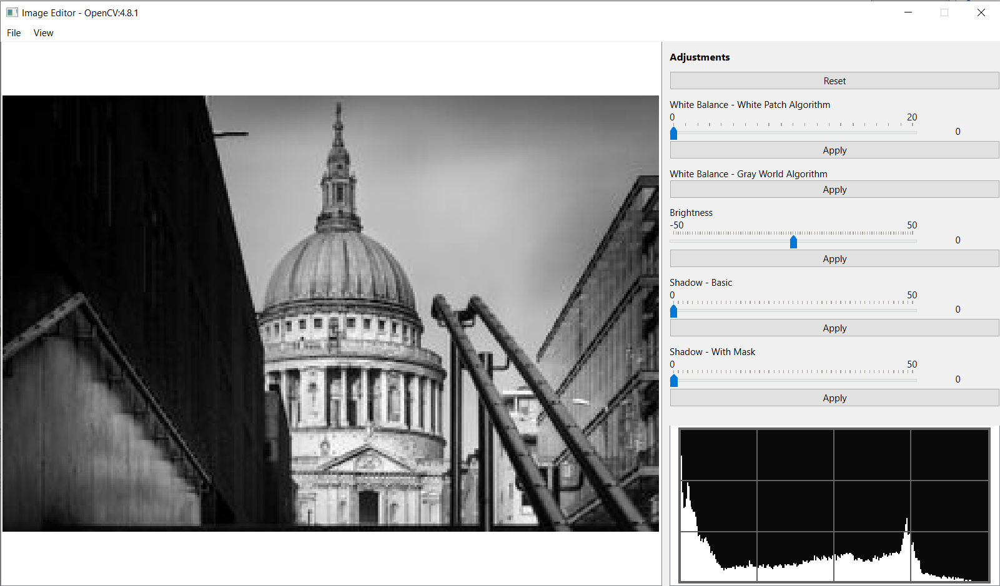 Image Editor - OpenCV:4.8.1
File View
Adjustments
Reset
White Balance - White Patch Algorithm
0 20
0
Apply
White Balance - Gray World Algorithm
Apply
Brightness
-50 50
0
Apply
Shadow - Basic
0 50
0
Apply
Shadow - With Mask
0 50
0
Apply